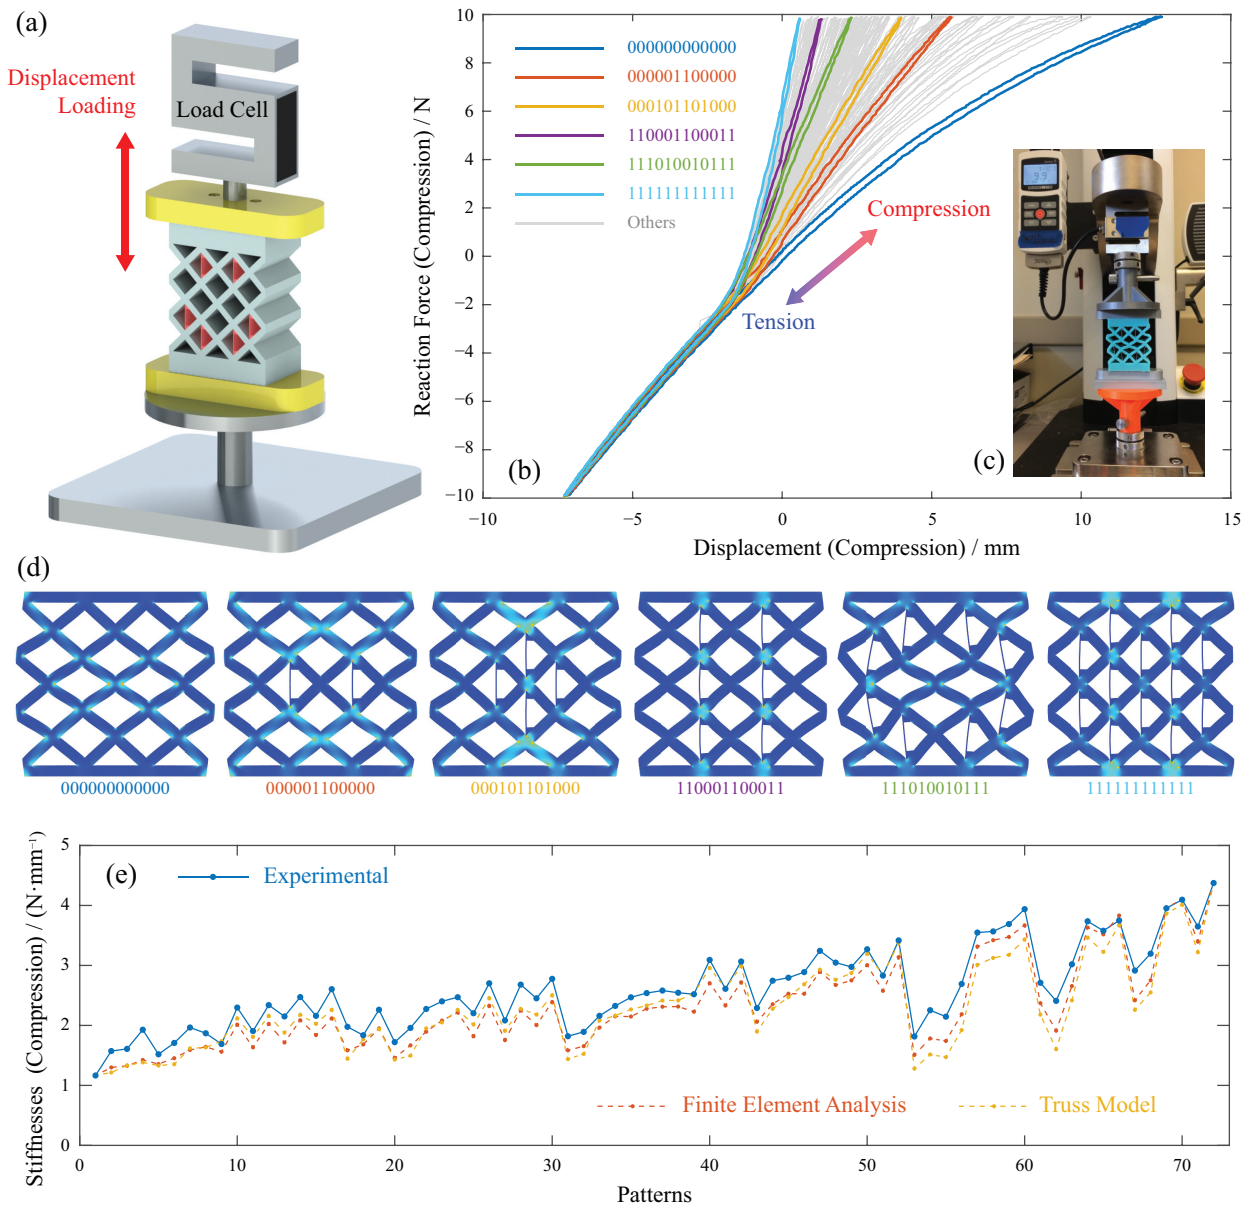 (a)
Displacement
Loading
Load Cell
Reaction Force (Compression) / N
10
8
6
4
2
0
−2
−4
−6
−8
−10
000000000000
000001100000
000101101000
110001100011
111010010111
111111111111
Others
Compression
Tension
(b)
(c)
−10
−5
0
5
10
15
Displacement (Compression) / mm
(d)
000000000000
000001100000
000101101000
110001100011
111010010111
111111111111
Stiffnesses (Compression) / (N·mm⁻¹)
5
4
3
2
1
0
(e)
Experimental
Finite Element Analysis
Truss Model
0
10
20
30
40
50
60
70
Patterns